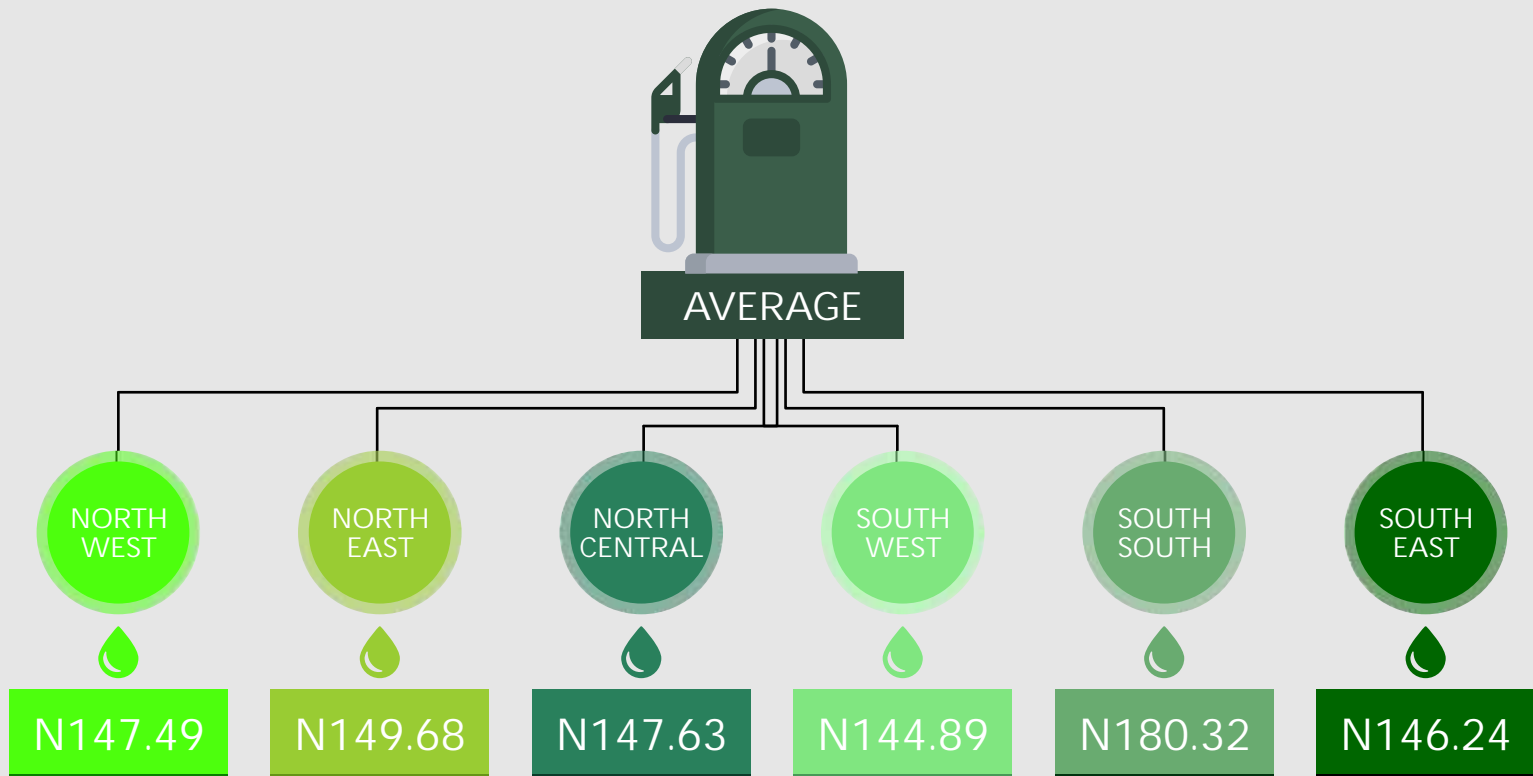 AVERAGE
NORTH
WEST
NORTH
EAST
NORTH
CENTRAL
SOUTH
WEST
SOUTH
SOUTH
SOUTH
EAST
N147.49
N149.68
N147.63
N144.89
N180.32
N146.24